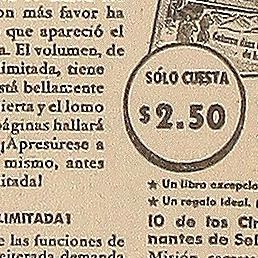 on más favor ha
que apareció el
a. El volumen, de
imitada, tiene
stá bellamente
ierta y el lomo
páginas hallará
¡Apresúrese a
mismo, antes
itada!
LIMITADA!
e las funciones de
SÓLO CUESTA
$2.50
★ Un libro excepcio
★ Un regalo ideal.
10 de los Cin
nantes de Sel